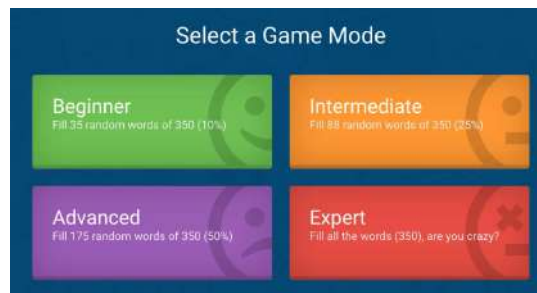 Select a Game Mode
Beginner
Fill 35 random words of 350 (10%)
Intermediate
Fill 88 random words of 350 (25%)
Advanced
Fill 175 random words of 350 (50%)
Expert
Fill all the words (350), are you crazy?